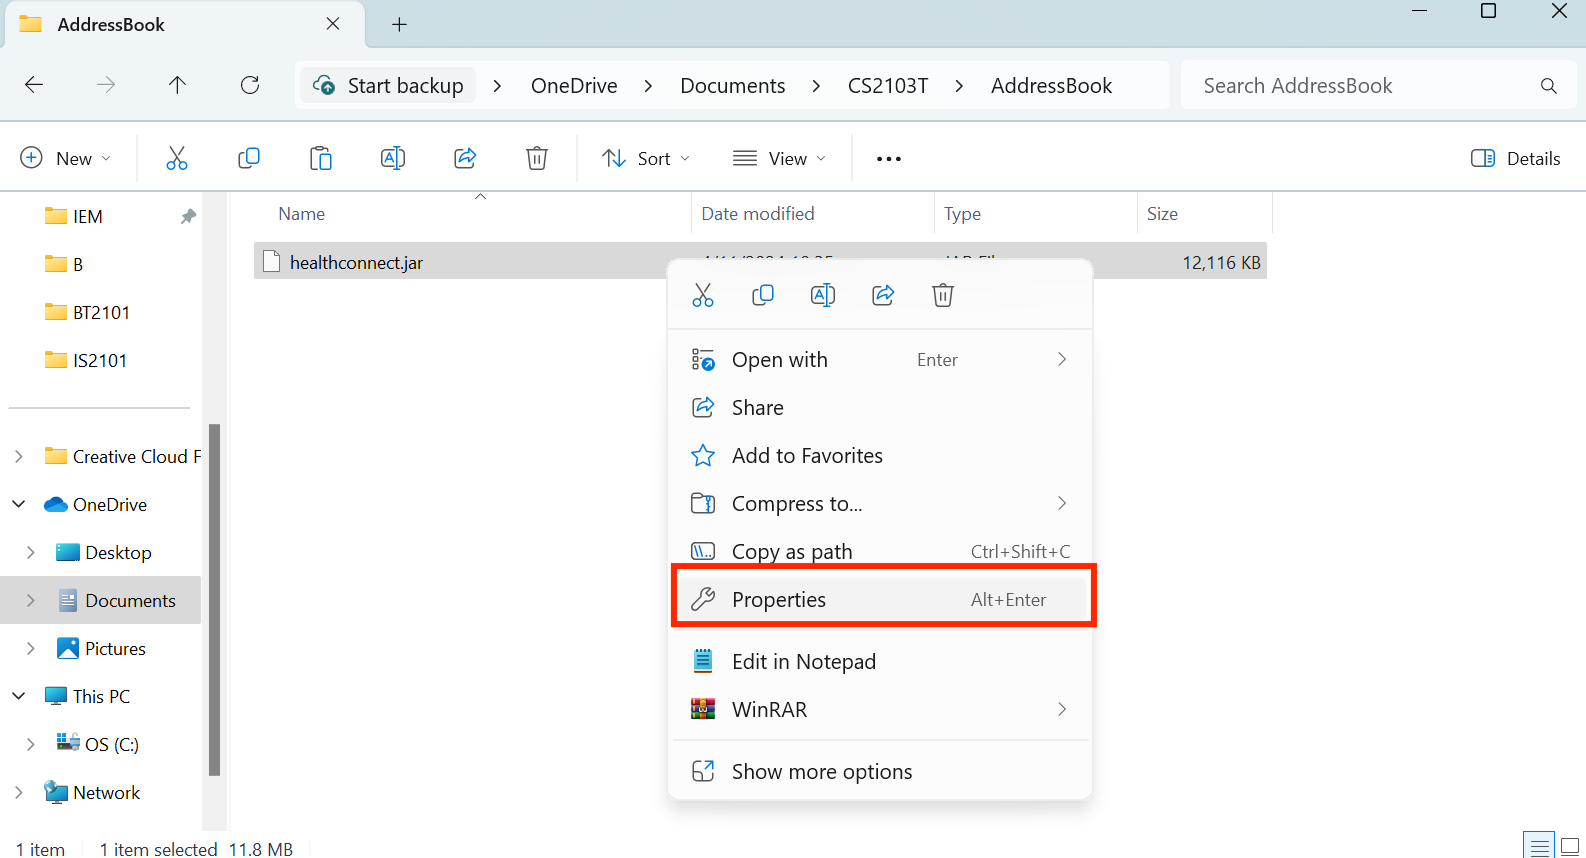 AddressBook
Start backup > OneDrive > Documents > CS2103T > AddressBook
Search AddressBook
New
Sort
View
Details
Name
Date modified
Type
Size
IEM
B
BT2101
IS2101
Creative Cloud F
OneDrive
Desktop
Documents
Pictures
This PC
OS (C:)
Network
healthconnect.jar
12,116 KB
Open with Enter
Share
Add to Favorites
Compress to...
Copy as path Ctrl+Shift+C
Properties Alt+Enter
Edit in Notepad
WinRAR
Show more options
1 item 1 item selected 11.8 MB